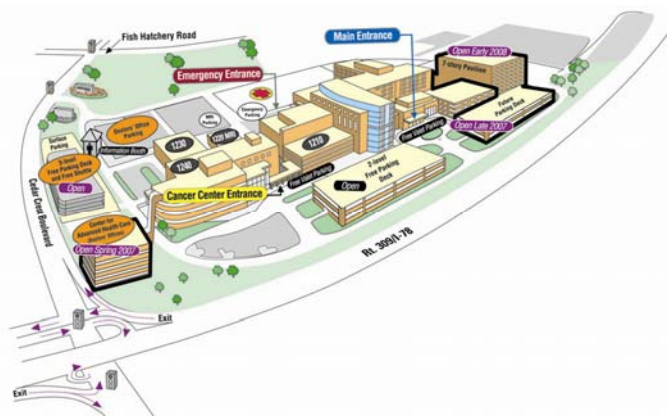 Fish Hatchery Road
Main Entrance
Open Early 2008
7-story Pavilion
Emergency Entrance
Doctors' Office
Parking
MRI
Parking
Emergency
Parking
Future
Parking Deck
Surface
Parking
Information Booth
1230
1220 MRI
1210
Free Valet Parking
Open Late 2007
3-level
Free Parking Deck
and Free Shuttle
Open
1240
Free Valet Parking
2-level
Free Parking
Deck
Open
Cancer Center Entrance
Cedar Crest Boulevard
Center for
Advanced Health Care
Open Spring 2007
Rt. 309/I-78
Exit
Exit